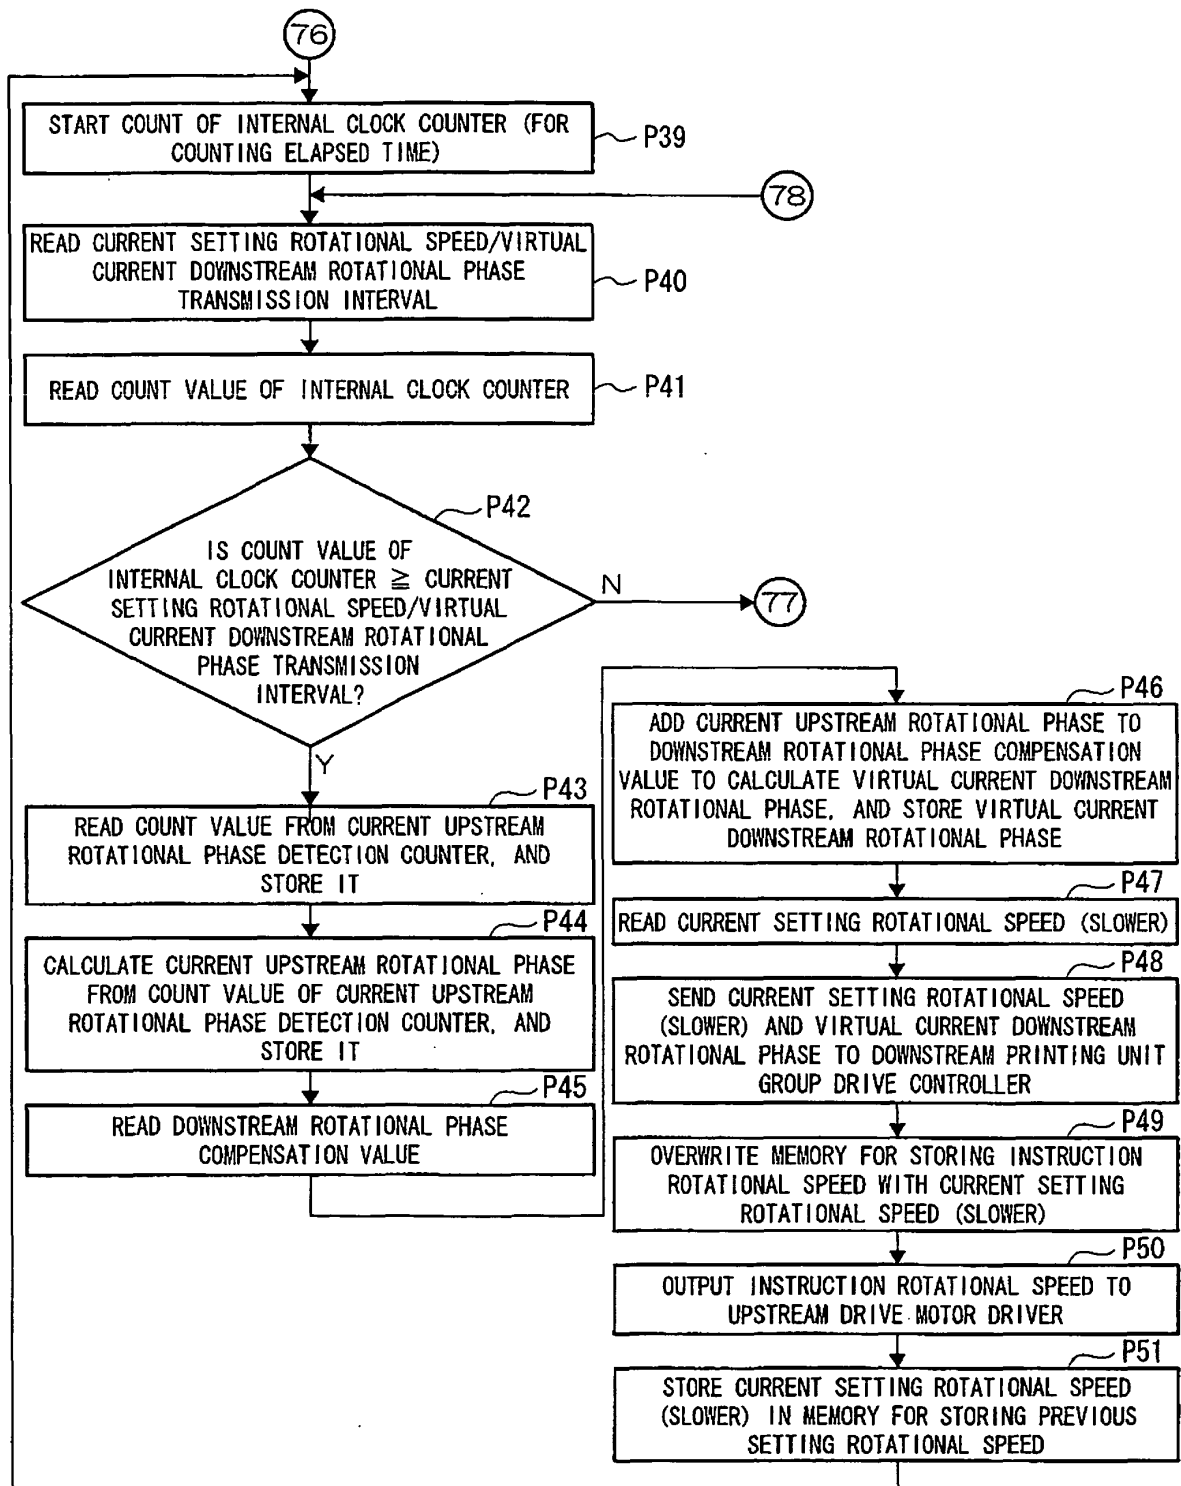 76
START COUNT OF INTERNAL CLOCK COUNTER (FOR
COUNTING ELAPSED TIME)
P39
78
READ CURRENT SETTING ROTATIONAL SPEED/VIRTUAL
CURRENT DOWNSTREAM ROTATIONAL PHASE
TRANSMISSION INTERVAL
P40
READ COUNT VALUE OF INTERNAL CLOCK COUNTER
P41
P42
IS COUNT VALUE OF
INTERNAL CLOCK COUNTER ≧ CURRENT
SETTING ROTATIONAL SPEED/VIRTUAL
CURRENT DOWNSTREAM ROTATIONAL
PHASE TRANSMISSION
INTERVAL?
N
77
Y
P43
READ COUNT VALUE FROM CURRENT UPSTREAM
ROTATIONAL PHASE DETECTION COUNTER, AND
STORE IT
P44
CALCULATE CURRENT UPSTREAM ROTATIONAL PHASE
FROM COUNT VALUE OF CURRENT UPSTREAM
ROTATIONAL PHASE DETECTION COUNTER, AND
STORE IT
P45
READ DOWNSTREAM ROTATIONAL PHASE
COMPENSATION VALUE
P46
ADD CURRENT UPSTREAM ROTATIONAL PHASE TO
DOWNSTREAM ROTATIONAL PHASE COMPENSATION
VALUE TO CALCULATE VIRTUAL CURRENT DOWNSTREAM
ROTATIONAL PHASE, AND STORE VIRTUAL CURRENT
DOWNSTREAM ROTATIONAL PHASE
P47
READ CURRENT SETTING ROTATIONAL SPEED (SLOWER)
P48
SEND CURRENT SETTING ROTATIONAL SPEED
(SLOWER) AND VIRTUAL CURRENT DOWNSTREAM
ROTATIONAL PHASE TO DOWNSTREAM PRINTING UNIT
GROUP DRIVE CONTROLLER
P49
OVERWRITE MEMORY FOR STORING INSTRUCTION
ROTATIONAL SPEED WITH CURRENT SETTING
ROTATIONAL SPEED (SLOWER)
P50
OUTPUT INSTRUCTION ROTATIONAL SPEED TO
UPSTREAM DRIVE MOTOR DRIVER
P51
STORE CURRENT SETTING ROTATIONAL SPEED
(SLOWER) IN MEMORY FOR STORING PREVIOUS
SETTING ROTATIONAL SPEED